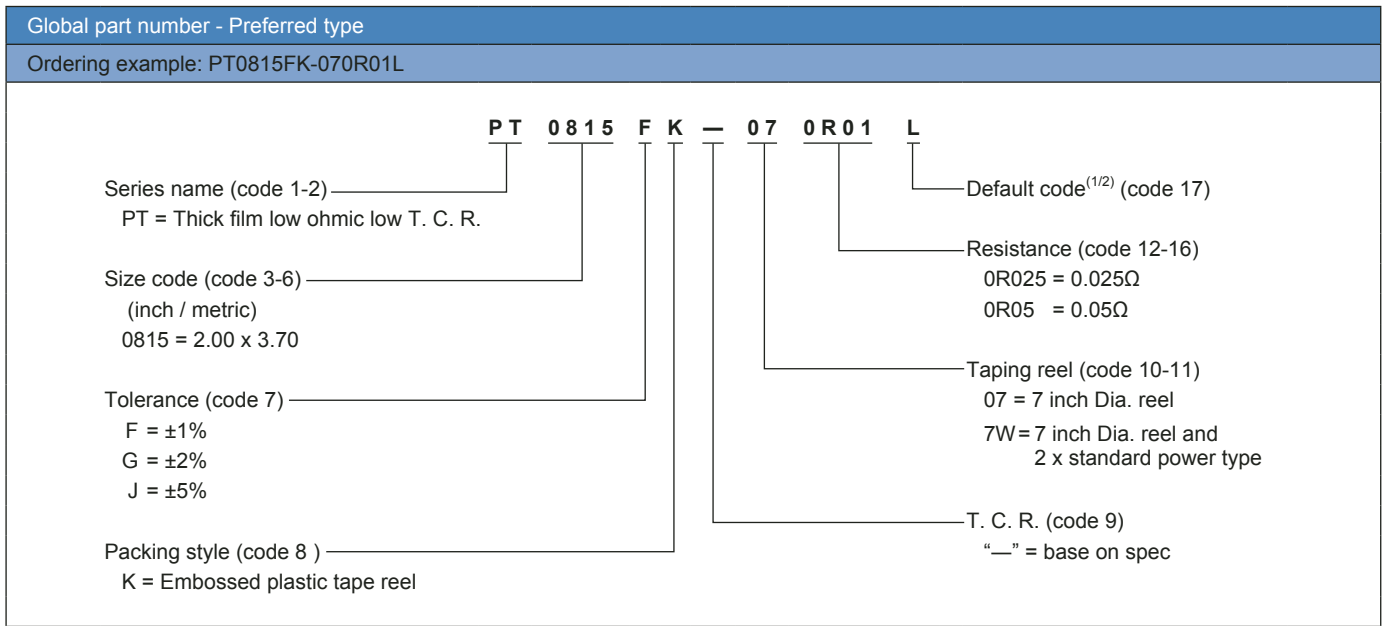 Global part number - Preferred type
Ordering example: PT0815FK-070R01L
P T 0 8 1 5 F K — 0 7 0 R 0 1 L
Series name (code 1-2)
PT = Thick film low ohmic low T. C. R.
Size code (code 3-6)
(inch / metric)
0815 = 2.00 x 3.70
Tolerance (code 7)
F = ±1%
G = ±2%
J = ±5%
Packing style (code 8 )
K = Embossed plastic tape reel
Default code(1/2) (code 17)
Resistance (code 12-16)
0R025 = 0.025Ω
0R05 = 0.05Ω
Taping reel (code 10-11)
07 = 7 inch Dia. reel
7W = 7 inch Dia. reel and
2 x standard power type
T. C. R. (code 9)
“—” = base on spec